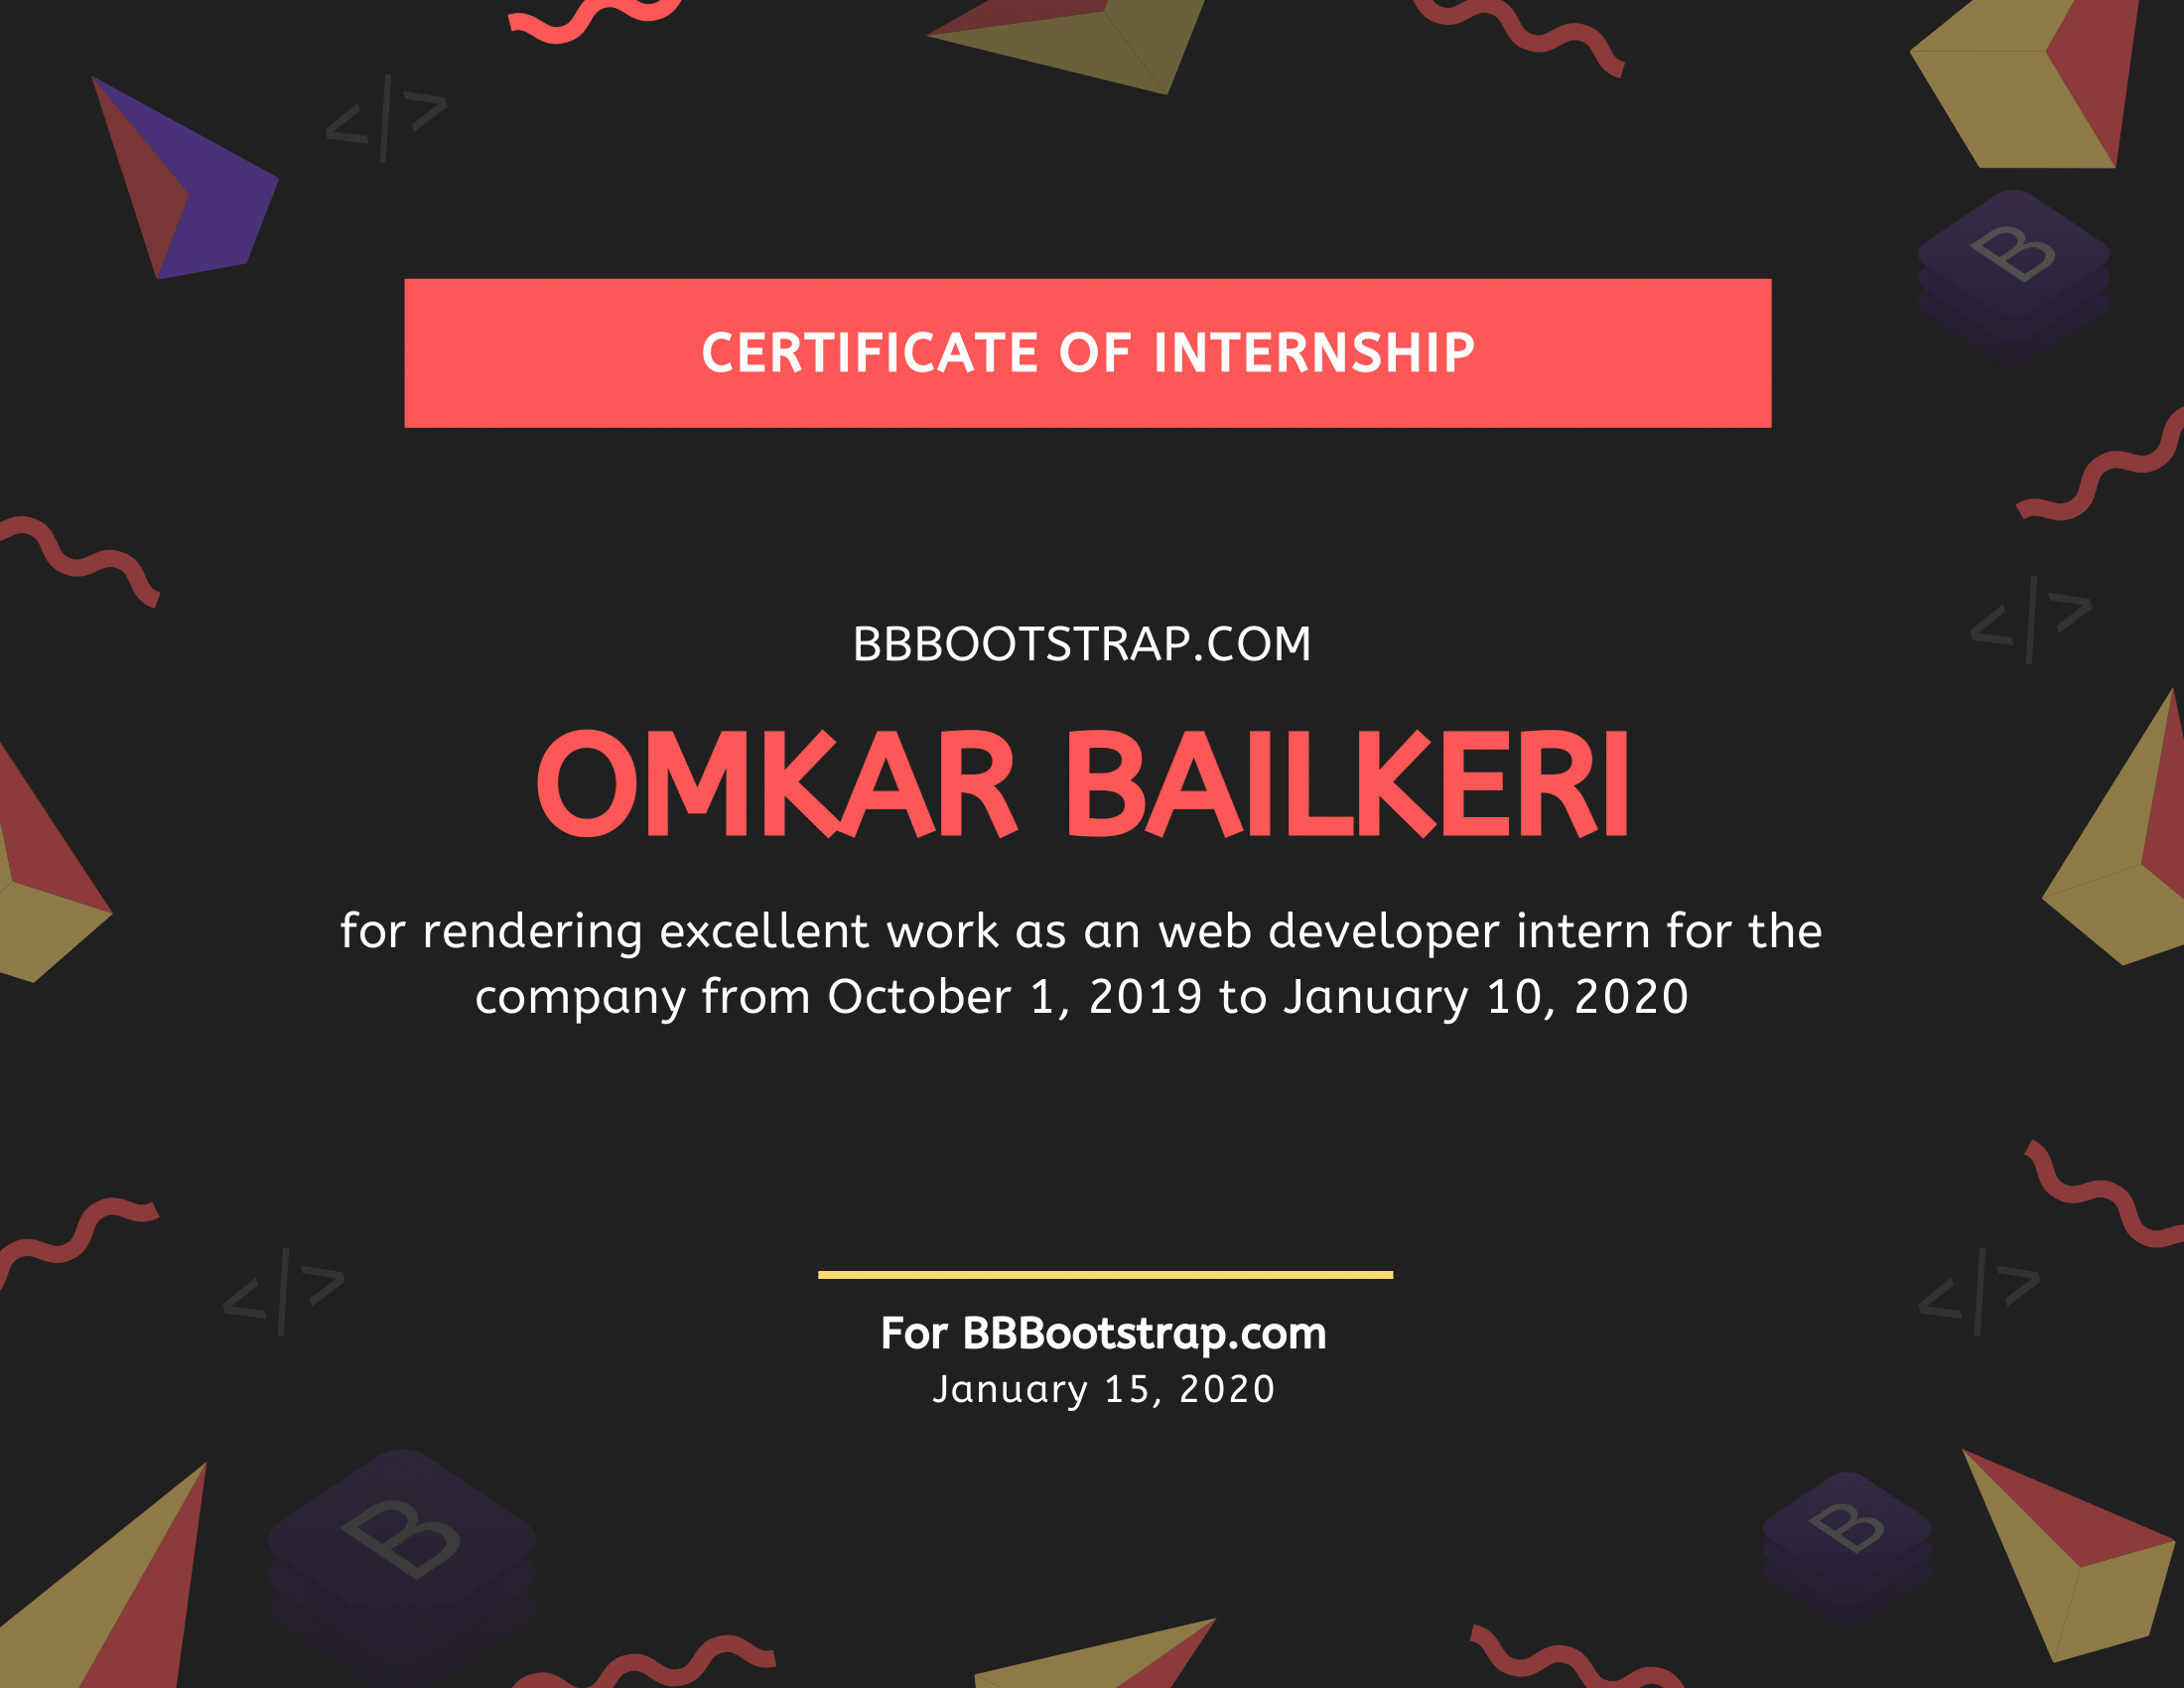 </>
B
CERTIFICATE OF INTERNSHIP
BBBOOTSTRAP.COM
</>
OMKAR BAILKERI
for rendering excellent work as an web developer intern for the
company from October 1, 2019 to January 10, 2020
</>
</>
For BBBootstrap.com
January 15, 2020
B
B